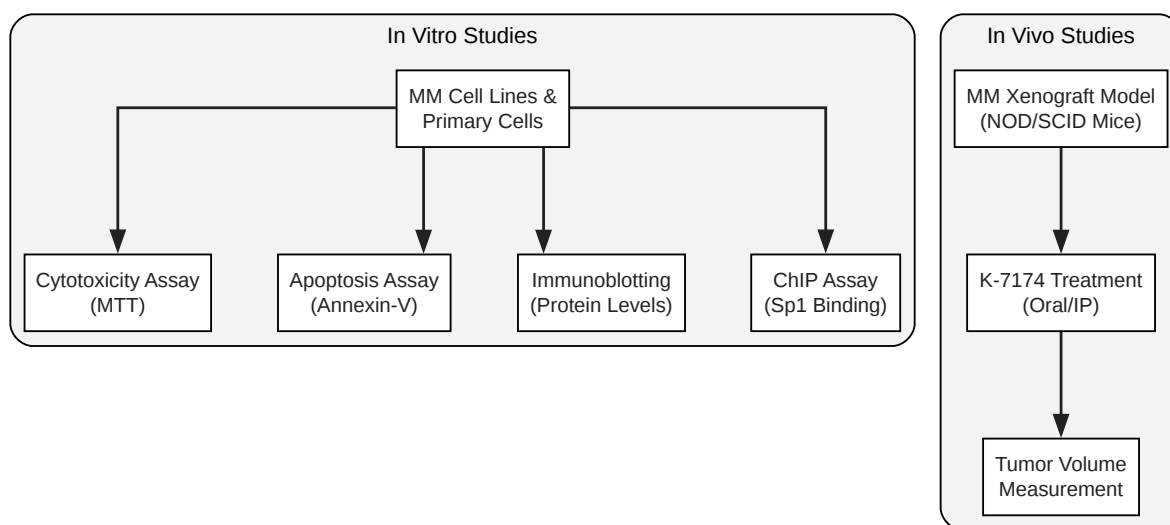 In Vitro Studies
MM Cell Lines &
Primary Cells
Cytotoxicity Assay
(MTT)
Apoptosis Assay
(Annexin-V)
Immunoblotting
(Protein Levels)
ChIP Assay
(Sp1 Binding)
In Vivo Studies
MM Xenograft Model
(NOD/SCID Mice)
K-7174 Treatment
(Oral/IP)
Tumor Volume
Measurement